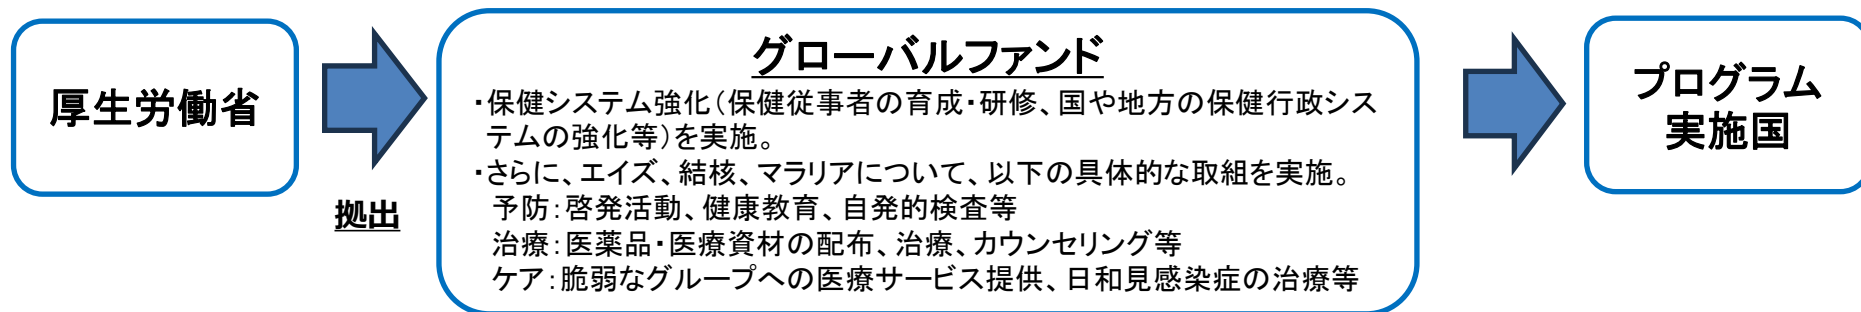 厚生労働省
拠出
グローバルファンド
・保健システム強化（保健従事者の育成・研修、国や地方の保健行政シス
テムの強化等）を実施。
・さらに、エイズ、結核、マラリアについて、以下の具体的な取組を実施。
予防：啓発活動、健康教育、自発的検査等
治療：医薬品・医療資材の配布、治療、カウンセリング等
ケア：脆弱なグループへの医療サービス提供、日和見感染症の治療等
プログラム
実施国